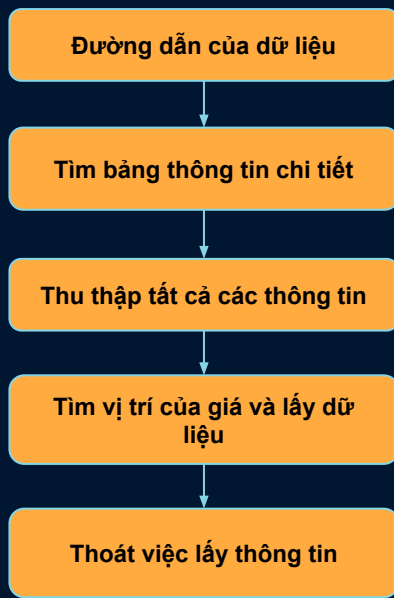 Đường dẫn của dữ liệu
Tìm bảng thông tin chi tiết
Thu thập tất cả các thông tin
Tìm vị trí của giá và lấy dữ
liệu
Thoát việc lấy thông tin